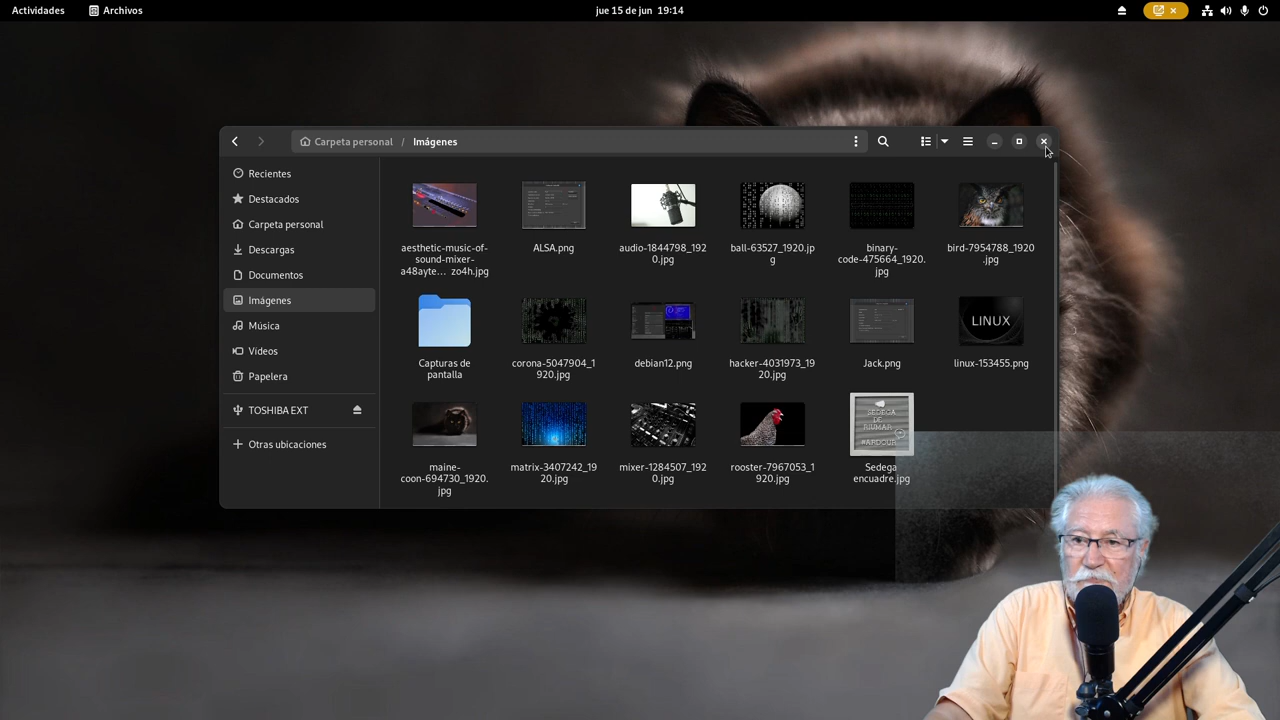 Actividades
Archivos
jue 15 de jun 19:14
Carpeta personal / Imágenes
Recientes
Destacados
Carpeta personal
Descargas
Documentos
Imágenes
Música
Vídeos
Papelera
TOSHIBA EXT
Otras ubicaciones
aesthetic-music-of-
sound-mixer-
a48ayte… zo4h.jpg
ALSA.png
audio-1844798_192
0.jpg
ball-63527_1920.jp
g
binary-
code-475664_1920.
jpg
bird-7954788_1920
.jpg
Capturas de
pantalla
corona-5047904_1
920.jpg
debian12.png
hacker-4031973_19
20.jpg
Jack.png
LINUX
linux-153455.png
maine-
coon-694730_1920.
jpg
matrix-3407242_19
20.jpg
mixer-1284507_192
0.jpg
rooster-7967053_1
920.jpg
SEDEGA
DE
RIUMAR
#ARDOUR
Sedega
encuadre.jpg